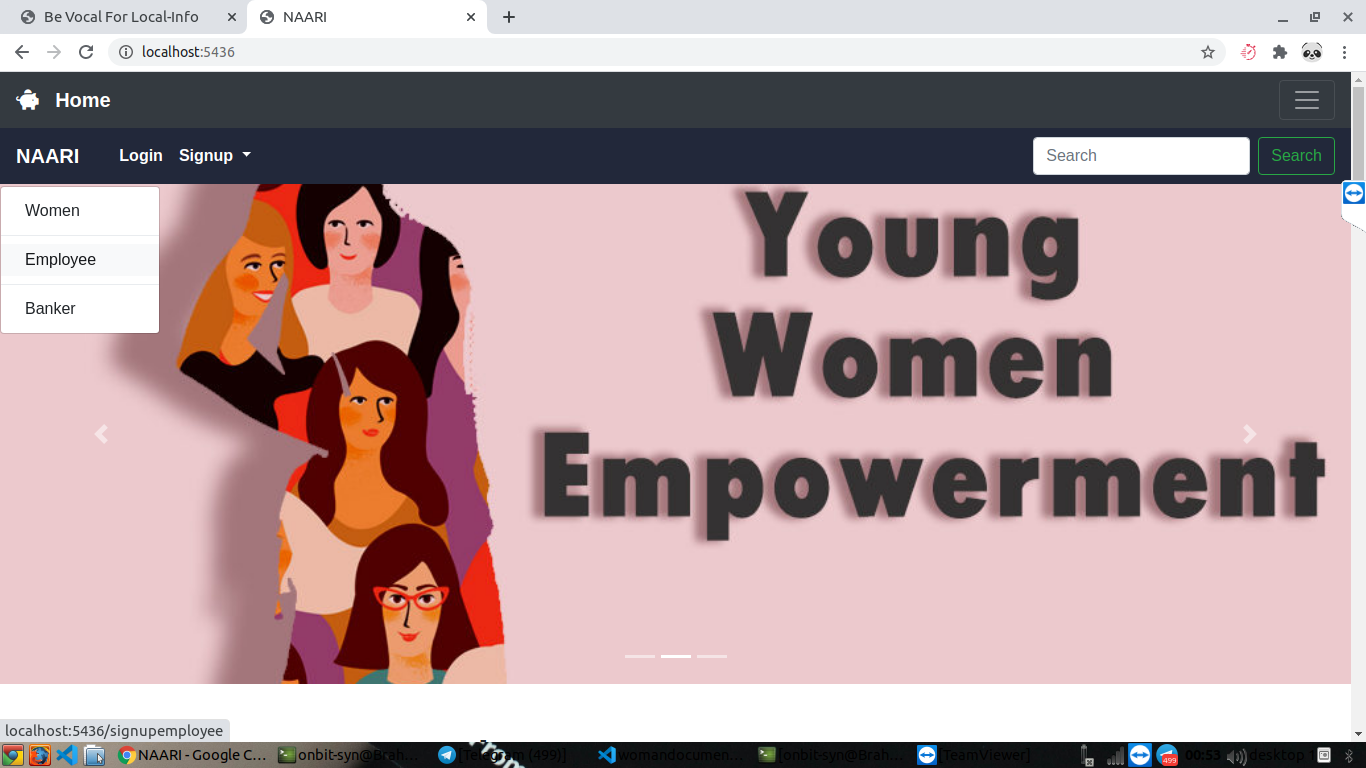 Be Vocal For Local-Info
NAARI
localhost:5436
Home
NAARI Login Signup Search Search
Women
Employee
Banker
Young
Women
Empowerment
localhost:5436/signupemployee
NAARI - Google C... onbit-syn@Brah... [Telegram (499)] womandocumen... [onbit-syn@Brah... [TeamViewer] 499 00:53 desktop 1